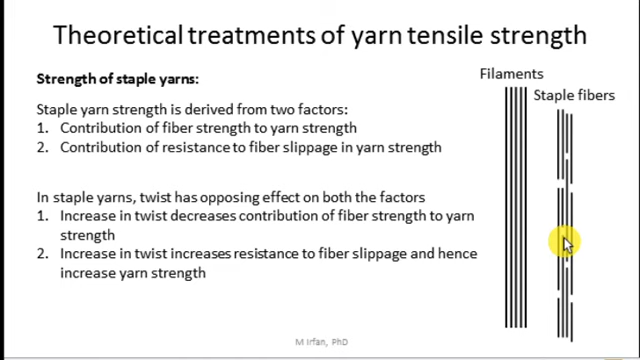 Theoretical treatments of yarn tensile strength
Strength of staple yarns:
Filaments
Staple fibers
Staple yarn strength is derived from two factors:
1. Contribution of fiber strength to yarn strength
2. Contribution of resistance to fiber slippage in yarn strength
In staple yarns, twist has opposing effect on both the factors
1. Increase in twist decreases contribution of fiber strength to yarn
strength
2. Increase in twist increases resistance to fiber slippage and hence
increase yarn strength
M Irfan, PhD